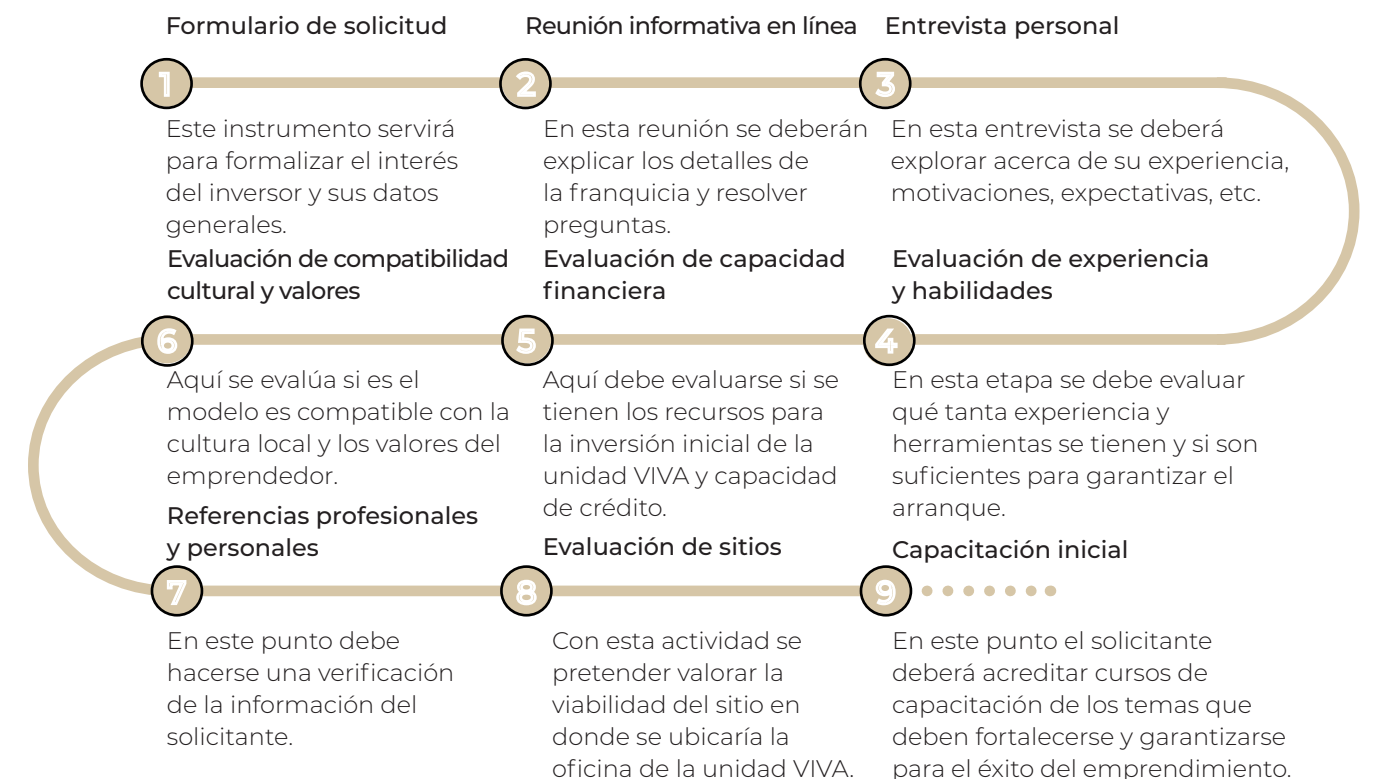 Formulario de solicitud
1
Este instrumento servirá
para formalizar el interés
del inversor y sus datos
generales.
Reunión informativa en línea
2
En esta reunión se deberán
explicar los detalles de
la franquicia y resolver
preguntas.
Entrevista personal
3
En esta entrevista se deberá
explorar acerca de su experiencia,
motivaciones, expectativas, etc.
Evaluación de experiencia
y habilidades
4
En esta etapa se debe evaluar
qué tanta experiencia y
herramientas se tienen y si son
suficientes para garantizar el
arranque.
Evaluación de capacidad
financiera
5
Aquí debe evaluarse si se
tienen los recursos para
la inversión inicial de la
unidad VIVA y capacidad
de crédito.
Evaluación de compatibilidad
cultural y valores
6
Aquí se evalúa si es el
modelo es compatible con la
cultura local y los valores del
emprendedor.
Referencias profesionales
y personales
7
En este punto debe
hacerse una verificación
de la información del
solicitante.
Evaluación de sitios
8
Con esta actividad se
pretender valorar la
viabilidad del sitio en
donde se ubicaría la
oficina de la unidad VIVA.
Capacitación inicial
9
En este punto el solicitante
deberá acreditar cursos de
capacitación de los temas que
deben fortalecerse y garantizarse
para el éxito del emprendimiento.